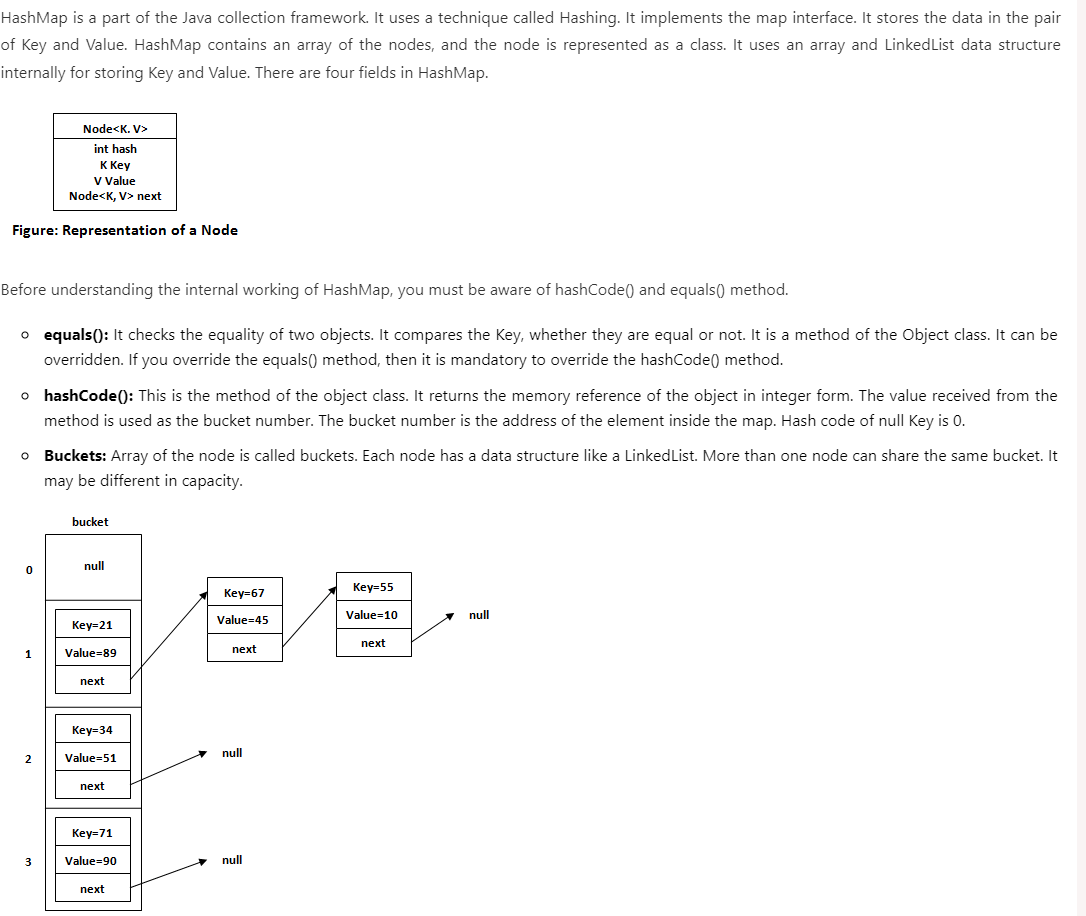 HashMap is a part of the Java collection framework. It uses a technique called Hashing. It implements the map interface. It stores the data in the pair
of Key and Value. HashMap contains an array of the nodes, and the node is represented as a class. It uses an array and LinkedList data structure
internally for storing Key and Value. There are four fields in HashMap.
Node<K. V>
int hash
K Key
V Value
Node<K, V> next
Figure: Representation of a Node
Before understanding the internal working of HashMap, you must be aware of hashCode() and equals() method.
equals(): It checks the equality of two objects. It compares the Key, whether they are equal or not. It is a method of the Object class. It can be
overridden. If you override the equals() method, then it is mandatory to override the hashCode() method.
hashCode(): This is the method of the object class. It returns the memory reference of the object in integer form. The value received from the
method is used as the bucket number. The bucket number is the address of the element inside the map. Hash code of null Key is 0.
Buckets: Array of the node is called buckets. Each node has a data structure like a LinkedList. More than one node can share the same bucket. It
may be different in capacity.
bucket
0
null
1
Key=21
Value=89
next
Key=67
Value=45
next
Key=55
Value=10
next
null
2
Key=34
Value=51
next
null
3
Key=71
Value=90
next
null